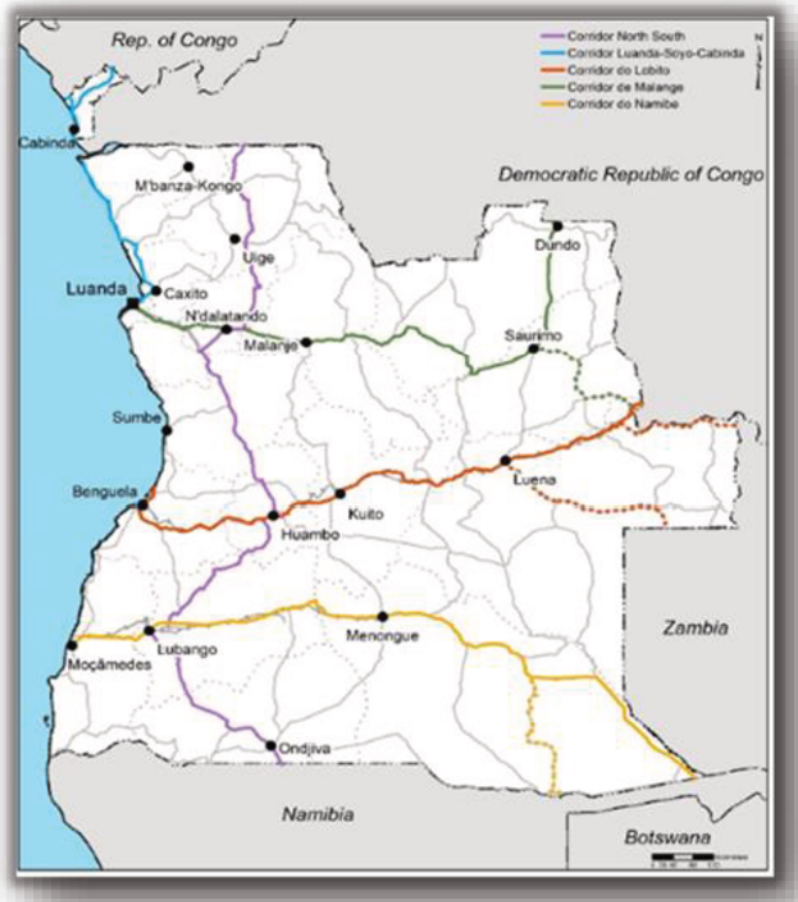 Rep. of Congo
Corridor North South
Corridor Luanda-Soyo-Cabinda
Corridor do Lobito
Corridor de Malange
Corridor do Namibe
N
Cabinda
M'banza-Kongo
Democratic Republic of Congo
Uige
Dundo
Luanda
Caxito
N'dalatando
Malanje
Saurimo
Sumbe
Benguela
Luena
Kuito
Huambo
Zambia
Menongue
Lubango
Moçâmedes
Ondjiva
Namibia
Botswana